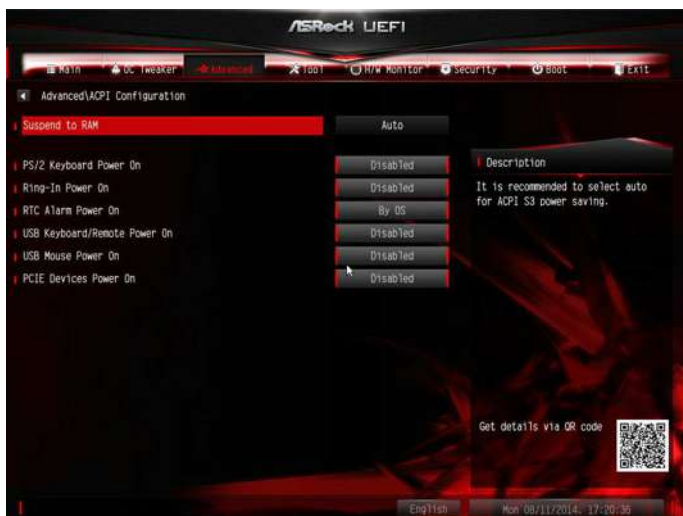 ASRock UEFI
Main OC Tweaker Advanced Tool H/W Monitor Security Boot Exit
Advanced\ACPI Configuration
Suspend to RAM Auto
PS/2 Keyboard Power On Disabled
Ring-In Power On Disabled
RTC Alarm Power On By OS
USB Keyboard/Remote Power On Disabled
USB Mouse Power On Disabled
PCIE Devices Power On Disabled
Description
It is recommended to select auto
for ACPI S3 power saving.
Get details via QR code
English Mon 08/11/2014. 17:20:36